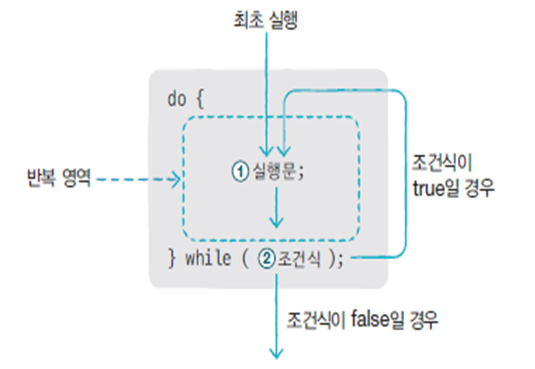 최초 실행
do {
반복 영역
① 실행문;
조건식이
true일 경우
} while ( ② 조건식 );
조건식이 false일 경우